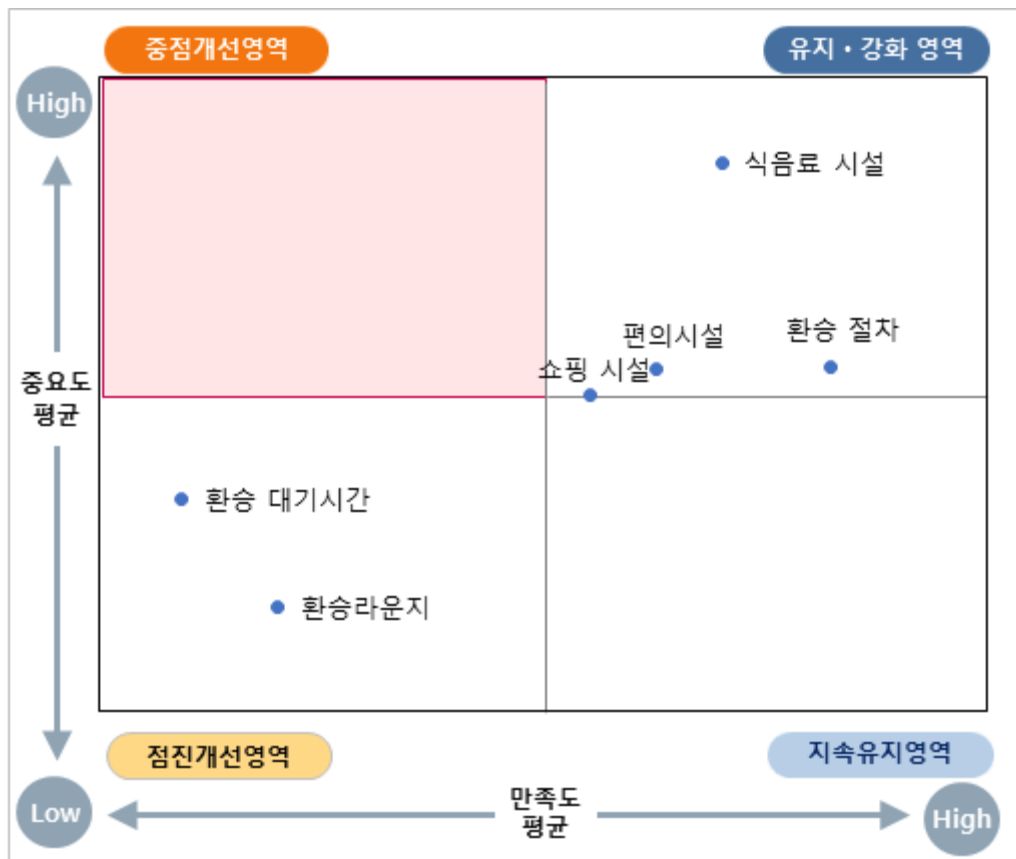 중점개선영역
유지·강화 영역
High
식음료 시설
환승 절차
편의시설
쇼핑 시설
중요도
평균
환승 대기시간
환승라운지
점진개선영역
지속유지영역
Low
만족도
평균
High